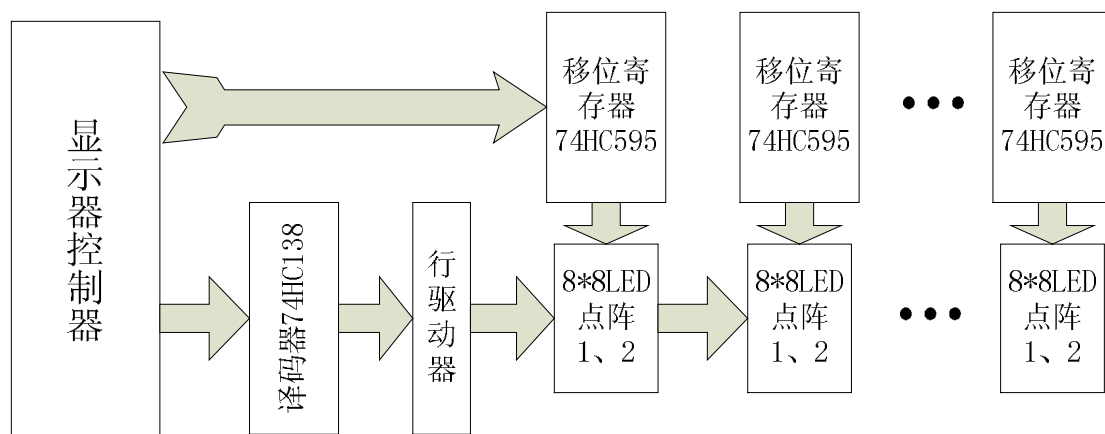 显示器控制器
移位寄
存器
74HC595
移位寄
存器
74HC595
移位寄
存器
74HC595
译码器74HC138
行驱动器
8*8LED
点阵
1、2
8*8LED
点阵
1、2
8*8LED
点阵
1、2